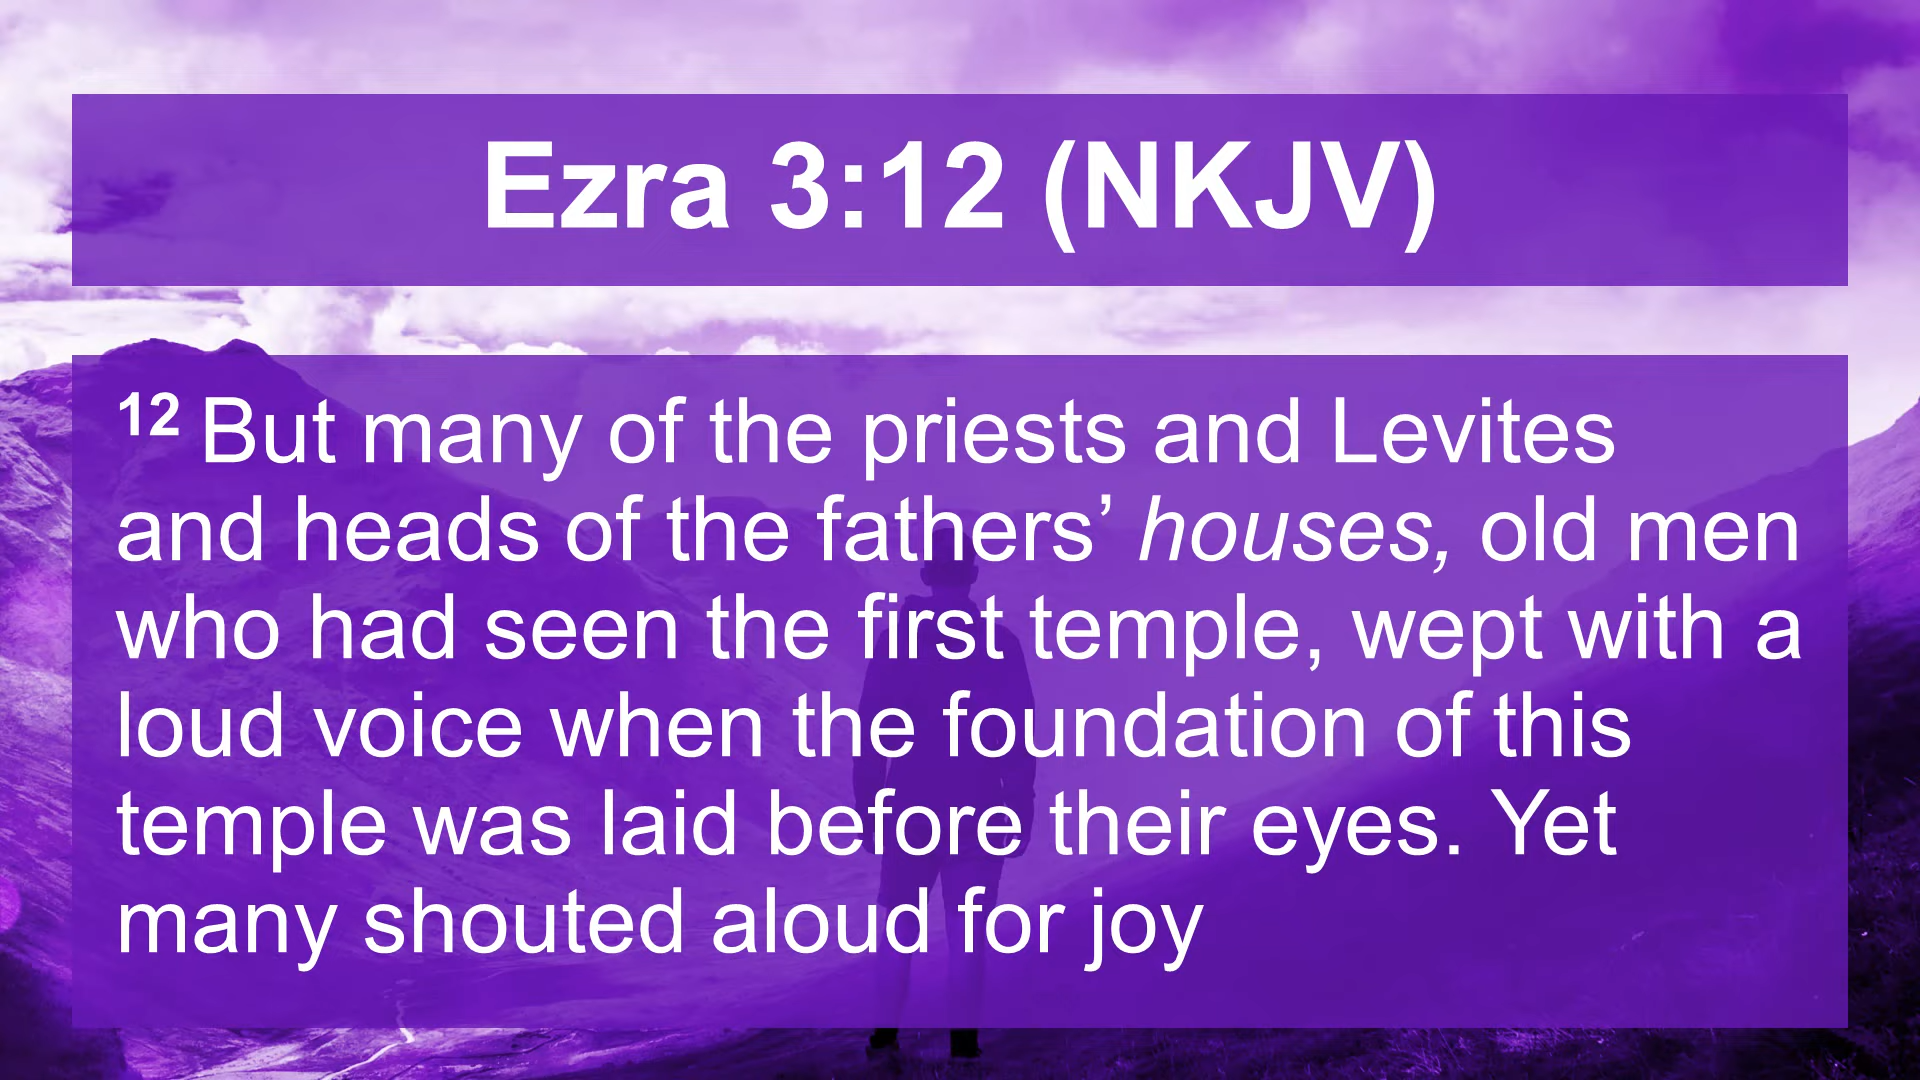 Ezra 3:12 (NKJV)
12 But many of the priests and Levites
and heads of the fathers’ houses, old men
who had seen the first temple, wept with a
loud voice when the foundation of this
temple was laid before their eyes. Yet
many shouted aloud for joy